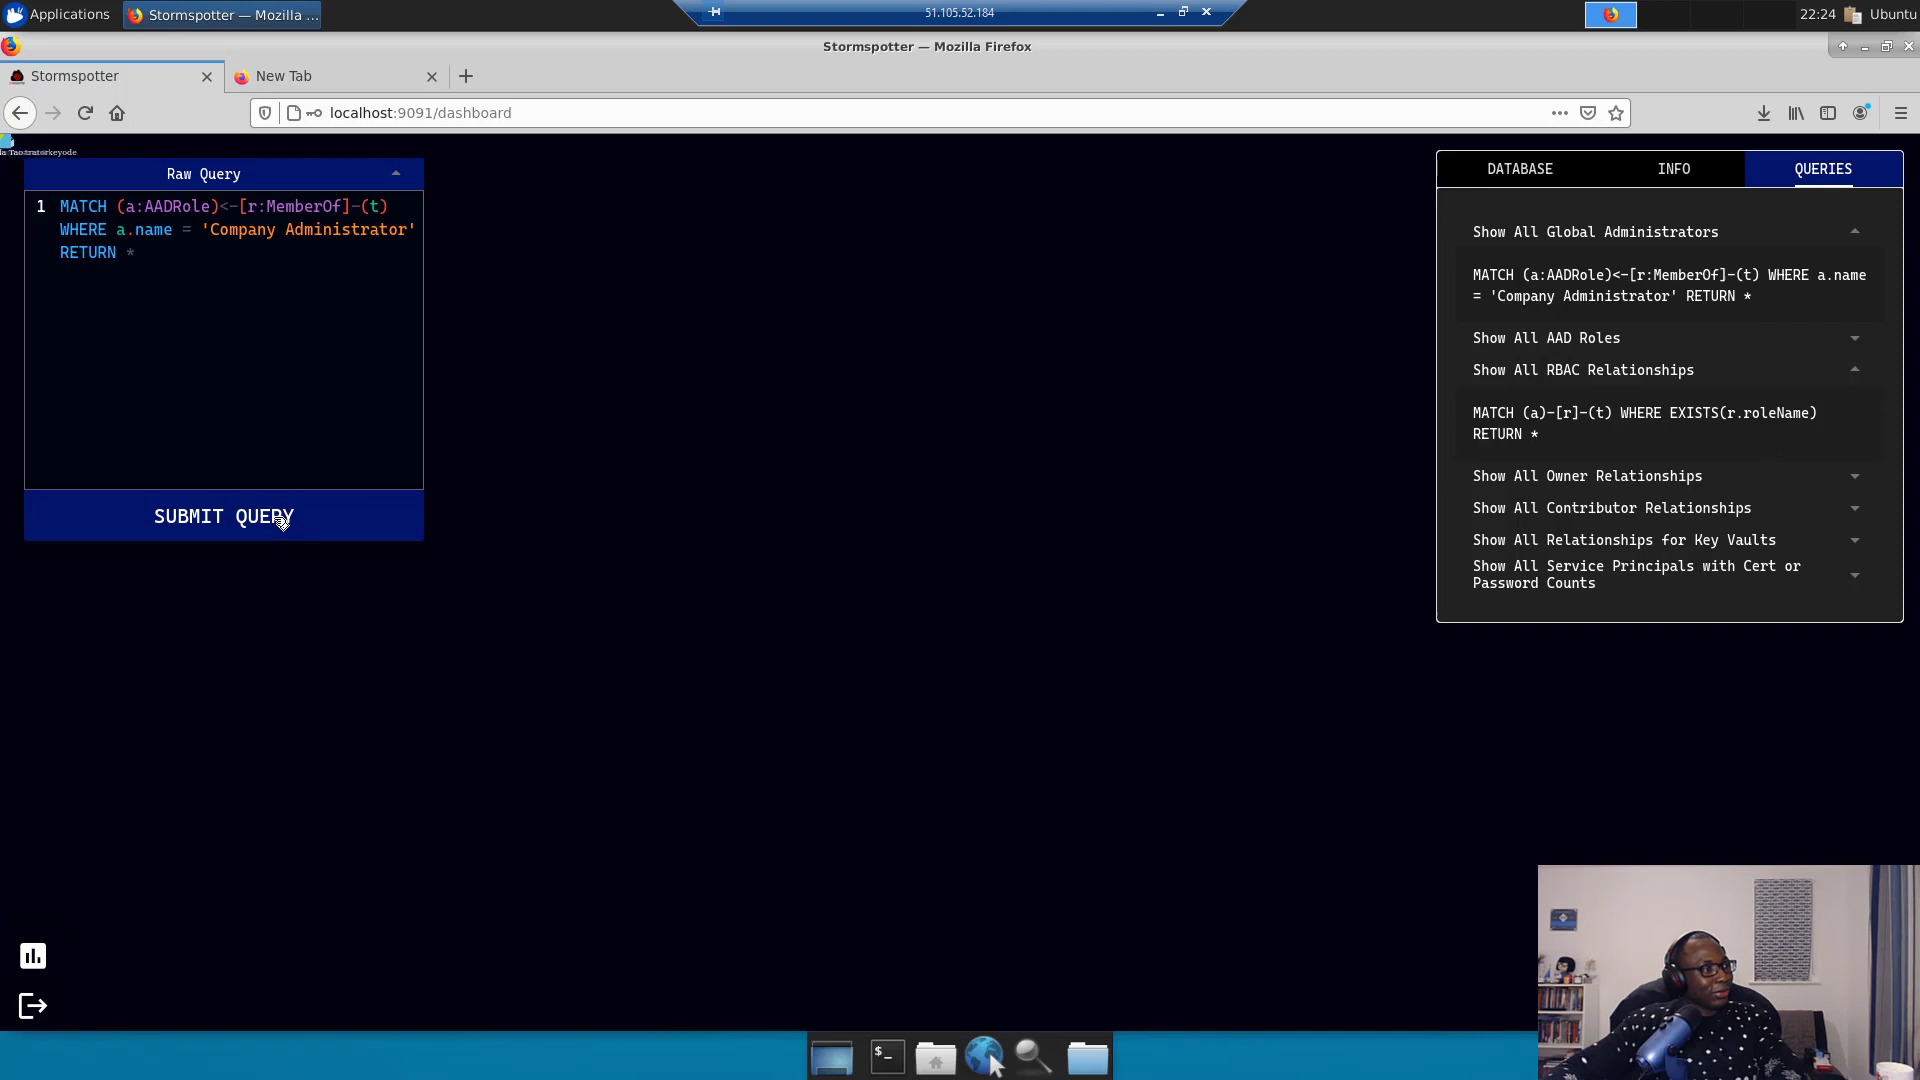 Applications
Stormspotter — Mozilla ...
51.105.52.184
22:24
Ubuntu
Stormspotter — Mozilla Firefox
Stormspotter
New Tab
localhost:9091/dashboard
Raw Query
1 MATCH (a:AADRole)<-[r:MemberOf]-(t)
WHERE a.name = 'Company Administrator'
RETURN *
SUBMIT QUERY
DATABASE
INFO
QUERIES
Show All Global Administrators
MATCH (a:AADRole)<-[r:MemberOf]-(t) WHERE a.name
= 'Company Administrator' RETURN *
Show All AAD Roles
Show All RBAC Relationships
MATCH (a)-[r]-(t) WHERE EXISTS(r.roleName)
RETURN *
Show All Owner Relationships
Show All Contributor Relationships
Show All Relationships for Key Vaults
Show All Service Principals with Cert or
Password Counts